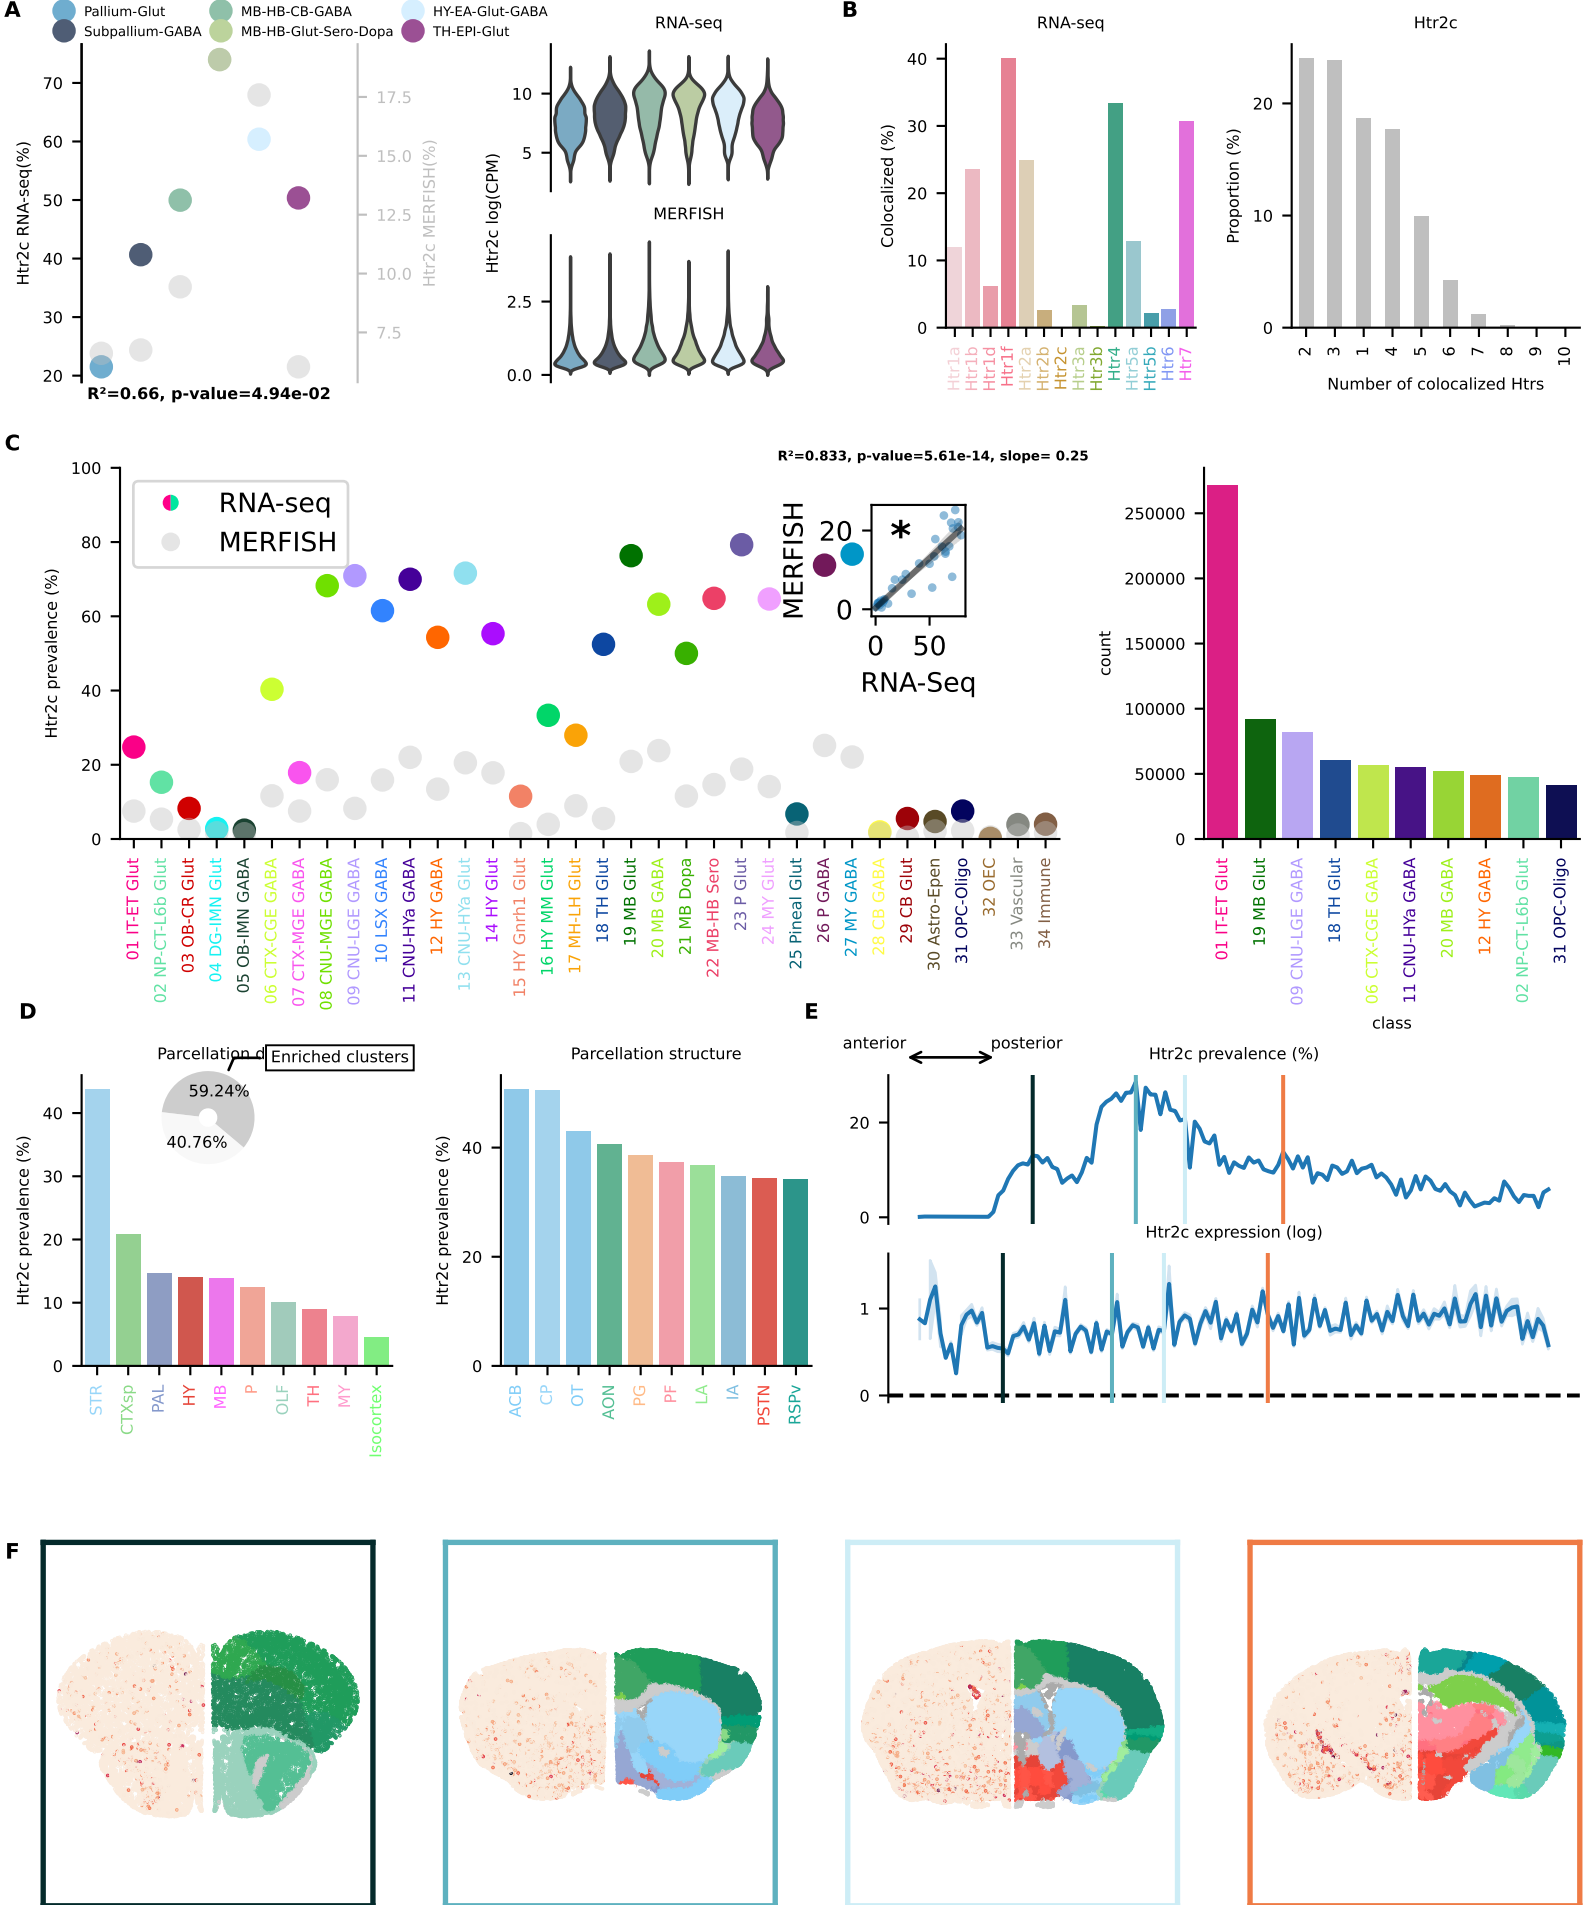 A
Pallium-Glut
Subpallium-GABA
MB-HB-CB-GABA
MB-HB-Glut-Sero-Dopa
HY-EA-Glut-GABA
TH-EPI-Glut
Htr2c RNA-seq(%)
70
60
50
40
30
20
17.5
15.0
12.5
10.0
7.5
Htr2c MERFISH(%)
R²=0.66, p-value=4.94e-02
RNA-seq
10
5
Htr2c log(CPM)
MERFISH
2.5
0.0
B
RNA-seq
Colocalized (%)
40
30
20
10
0
Htr1a
Htr1b
Htr1d
Htr1f
Htr2a
Htr2b
Htr2c
Htr3a
Htr3b
Htr4
Htr5a
Htr5b
Htr6
Htr7
Htr2c
Proportion (%)
20
10
0
2
3
1
4
5
6
7
8
9
10
Number of colocalized Htrs
C
Htr2c prevalence (%)
100
80
60
40
20
0
RNA-seq
MERFISH
R²=0.833, p-value=5.61e-14, slope= 0.25
MERFISH
20
0
*
0
50
RNA-Seq
01 IT-ET Glut
02 NP-CT-L6b Glut
03 OB-CR Glut
04 DG-IMN Glut
05 OB-IMN GABA
06 CTX-CGE GABA
07 CTX-MGE GABA
08 CNU-MGE GABA
09 CNU-LGE GABA
10 LSX GABA
11 CNU-HYa GABA
12 HY GABA
13 CNU-HYa Glut
14 HY Glut
15 HY Gnrh1 Glut
16 HY MM Glut
17 MH-LH Glut
18 TH Glut
19 MB Glut
20 MB GABA
21 MB Dopa
22 MB-HB Sero
23 P Glut
24 MY Glut
25 Pineal Glut
26 P GABA
27 MY GABA
28 CB GABA
29 CB Glut
30 Astro-Epen
31 OPC-Oligo
32 OEC
33 Vascular
34 Immune
count
250000
200000
150000
100000
50000
0
01 IT-ET Glut
19 MB Glut
09 CNU-LGE GABA
18 TH Glut
06 CTX-CGE GABA
11 CNU-HYa GABA
20 MB GABA
12 HY GABA
02 NP-CT-L6b Glut
31 OPC-Oligo
class
D
Parcellation d
Enriched clusters
59.24%
40.76%
Htr2c prevalence (%)
40
30
20
10
0
STR
CTXsp
PAL
HY
MB
P
OLF
TH
MY
Isocortex
Parcellation structure
Htr2c prevalence (%)
40
20
0
ACB
CP
OT
AON
PG
PF
LA
IA
PSTN
RSPv
E
anterior
posterior
Htr2c prevalence (%)
20
0
Htr2c expression (log)
1
0
F